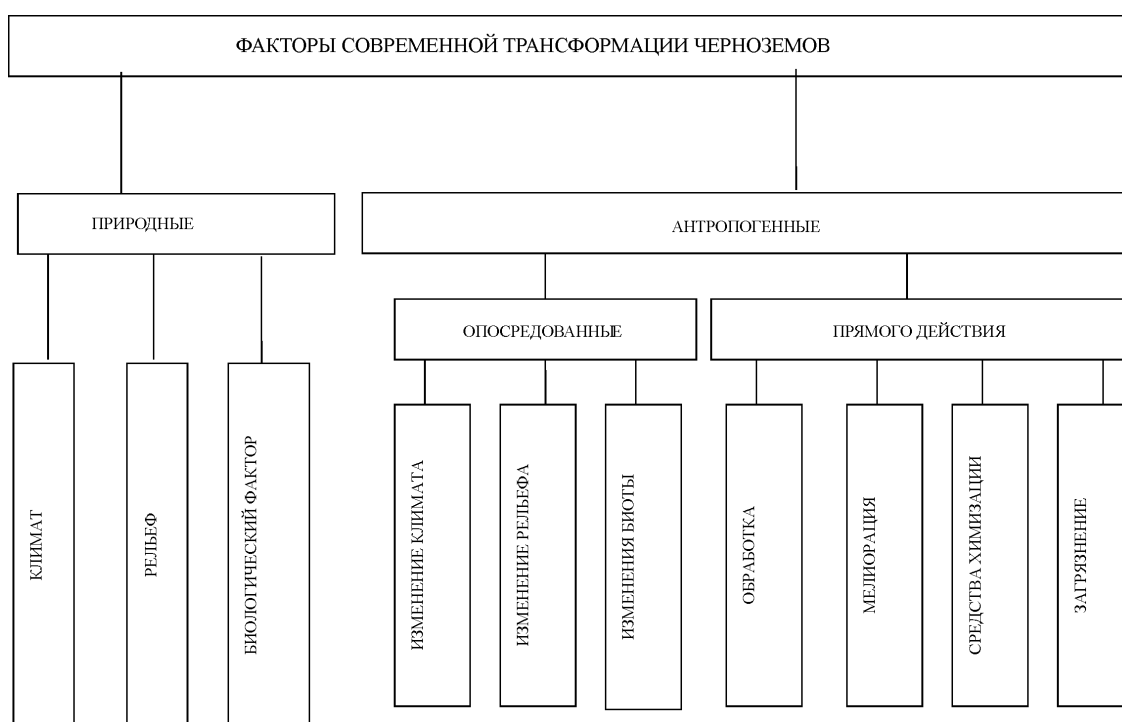 ФАКТОРЫ СОВРЕМЕННОЙ ТРАНСФОРМАЦИИ ЧЕРНОЗЕМОВ
ПРИРОДНЫЕ
АНТРОПОГЕННЫЕ
ОПОСРЕДОВАННЫЕ
ПРЯМОГО ДЕЙСТВИЯ
КЛИМАТ
РЕЛЬЕФ
БИОЛОГИЧЕСКИЙ ФАКТОР
ИЗМЕНЕНИЕ КЛИМАТА
ИЗМЕНЕНИЕ РЕЛЬЕФА
ИЗМЕНЕНИЯ БИОТЫ
ОБРАБОТКА
МЕЛИОРАЦИЯ
СРЕДСТВА ХИМИЗАЦИИ
ЗАГРЯЗНЕНИЕ